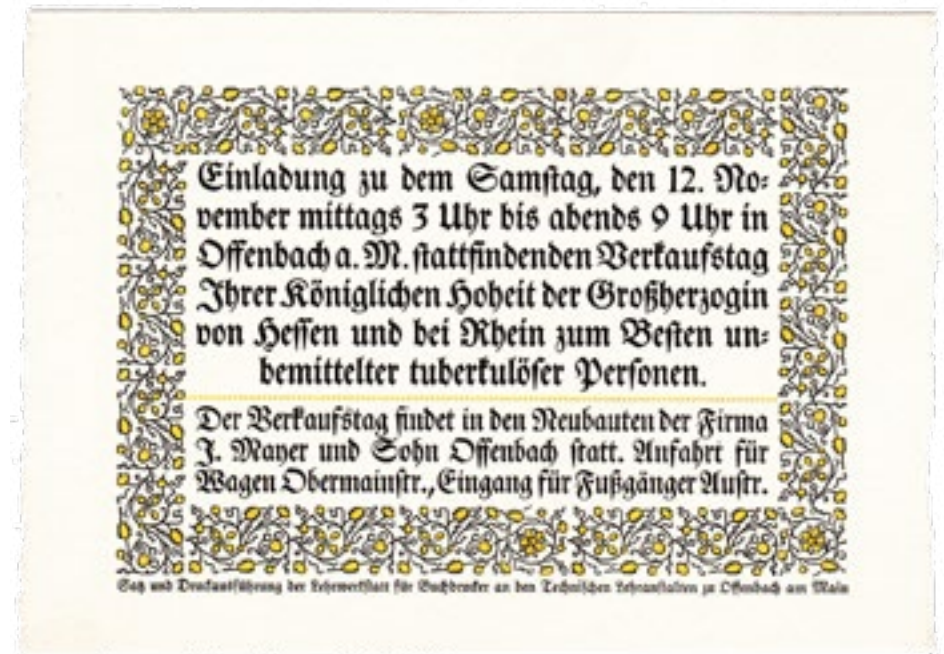 Einladung zu dem Samstag, den 12. No=
vember mittags 3 Uhr bis abends 9 Uhr in
Offenbach a. M. stattfindenden Verkaufstag
Ihrer Königlichen Hoheit der Großherzogin
von Hessen und bei Rhein zum Besten un=
bemittelter tuberkulöser Personen.
Der Verkaufstag findet in den Neubauten der Firma
J. Mayer und Sohn Offenbach statt. Anfahrt für
Wagen Obermainstr., Eingang für Fußgänger Austr.
Satz und Druckausführung der Lehrwerkstatt für Buchdrucker an den Technischen Lehranstalten zu Offenbach am Main